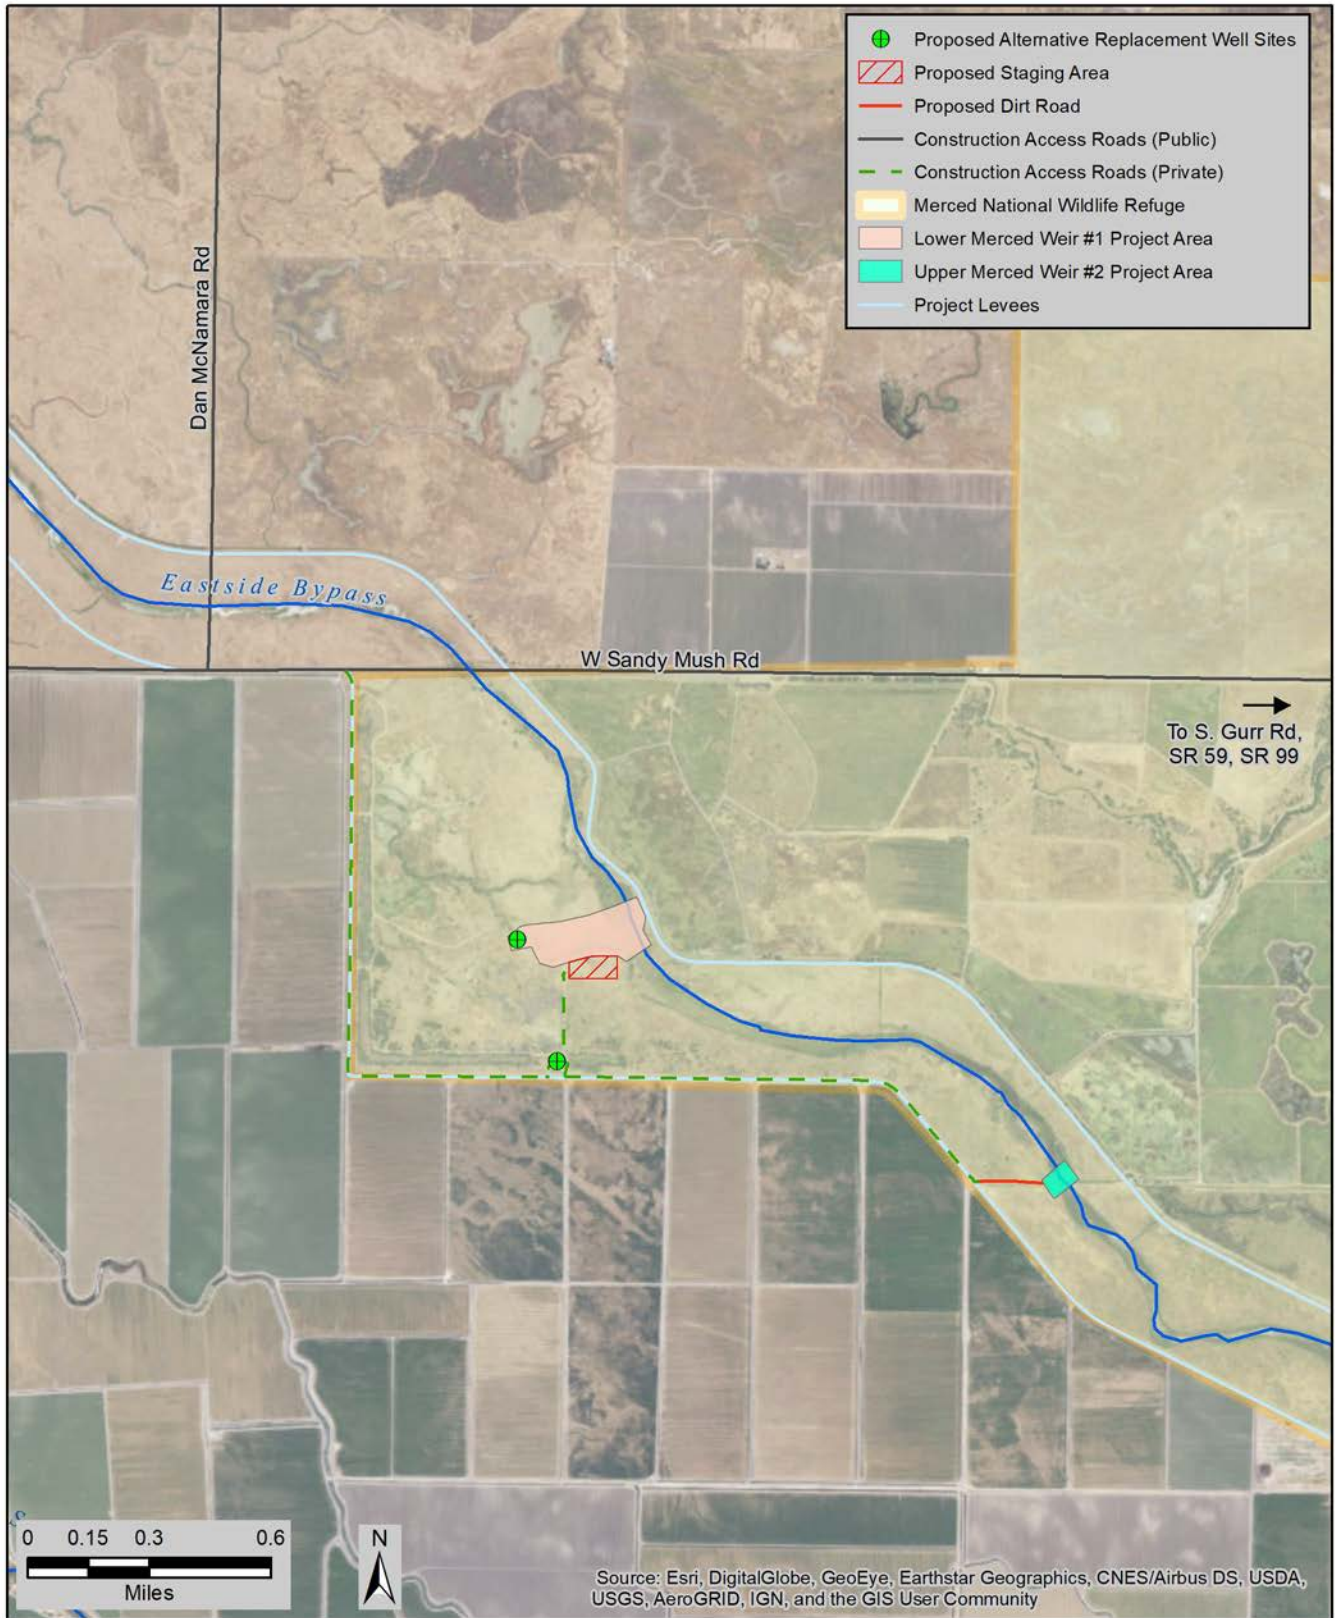 Proposed Alternative Replacement Well Sites
Proposed Staging Area
Proposed Dirt Road
Construction Access Roads (Public)
Construction Access Roads (Private)
Merced National Wildlife Refuge
Lower Merced Weir #1 Project Area
Upper Merced Weir #2 Project Area
Project Levees
Dan McNamara Rd
Eastside Bypass
W Sandy Mush Rd
To S. Gurr Rd,
SR 59, SR 99
0 0.15 0.3 0.6
Miles
N
Source: Esri, DigitalGlobe, GeoEye, Earthstar Geographics, CNES/Airbus DS, USDA,
USGS, AeroGRID, IGN, and the GIS User Community